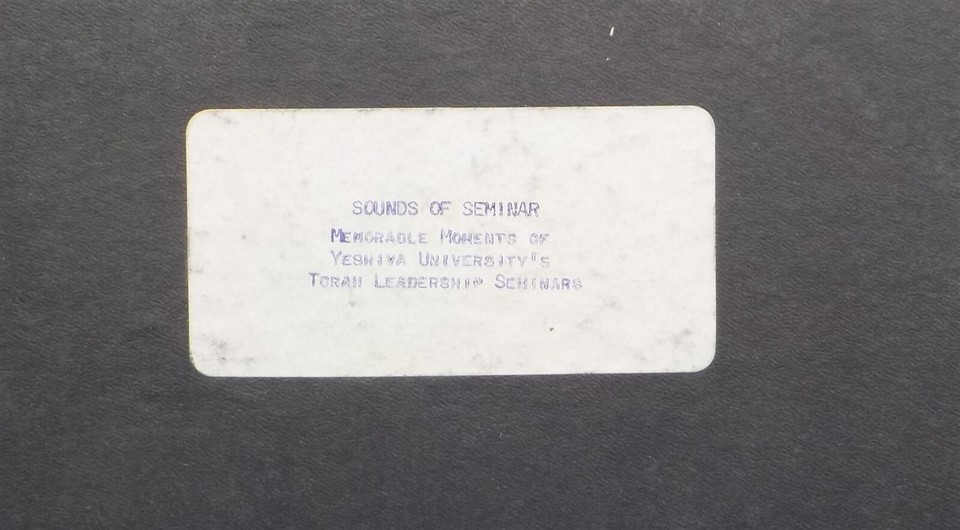 SOUNDS OF SEMINAR
MEMORABLE MOMENTS OF
YESHIVA UNIVERSITY'S
TORAH LEADERSHIP SEMINARS